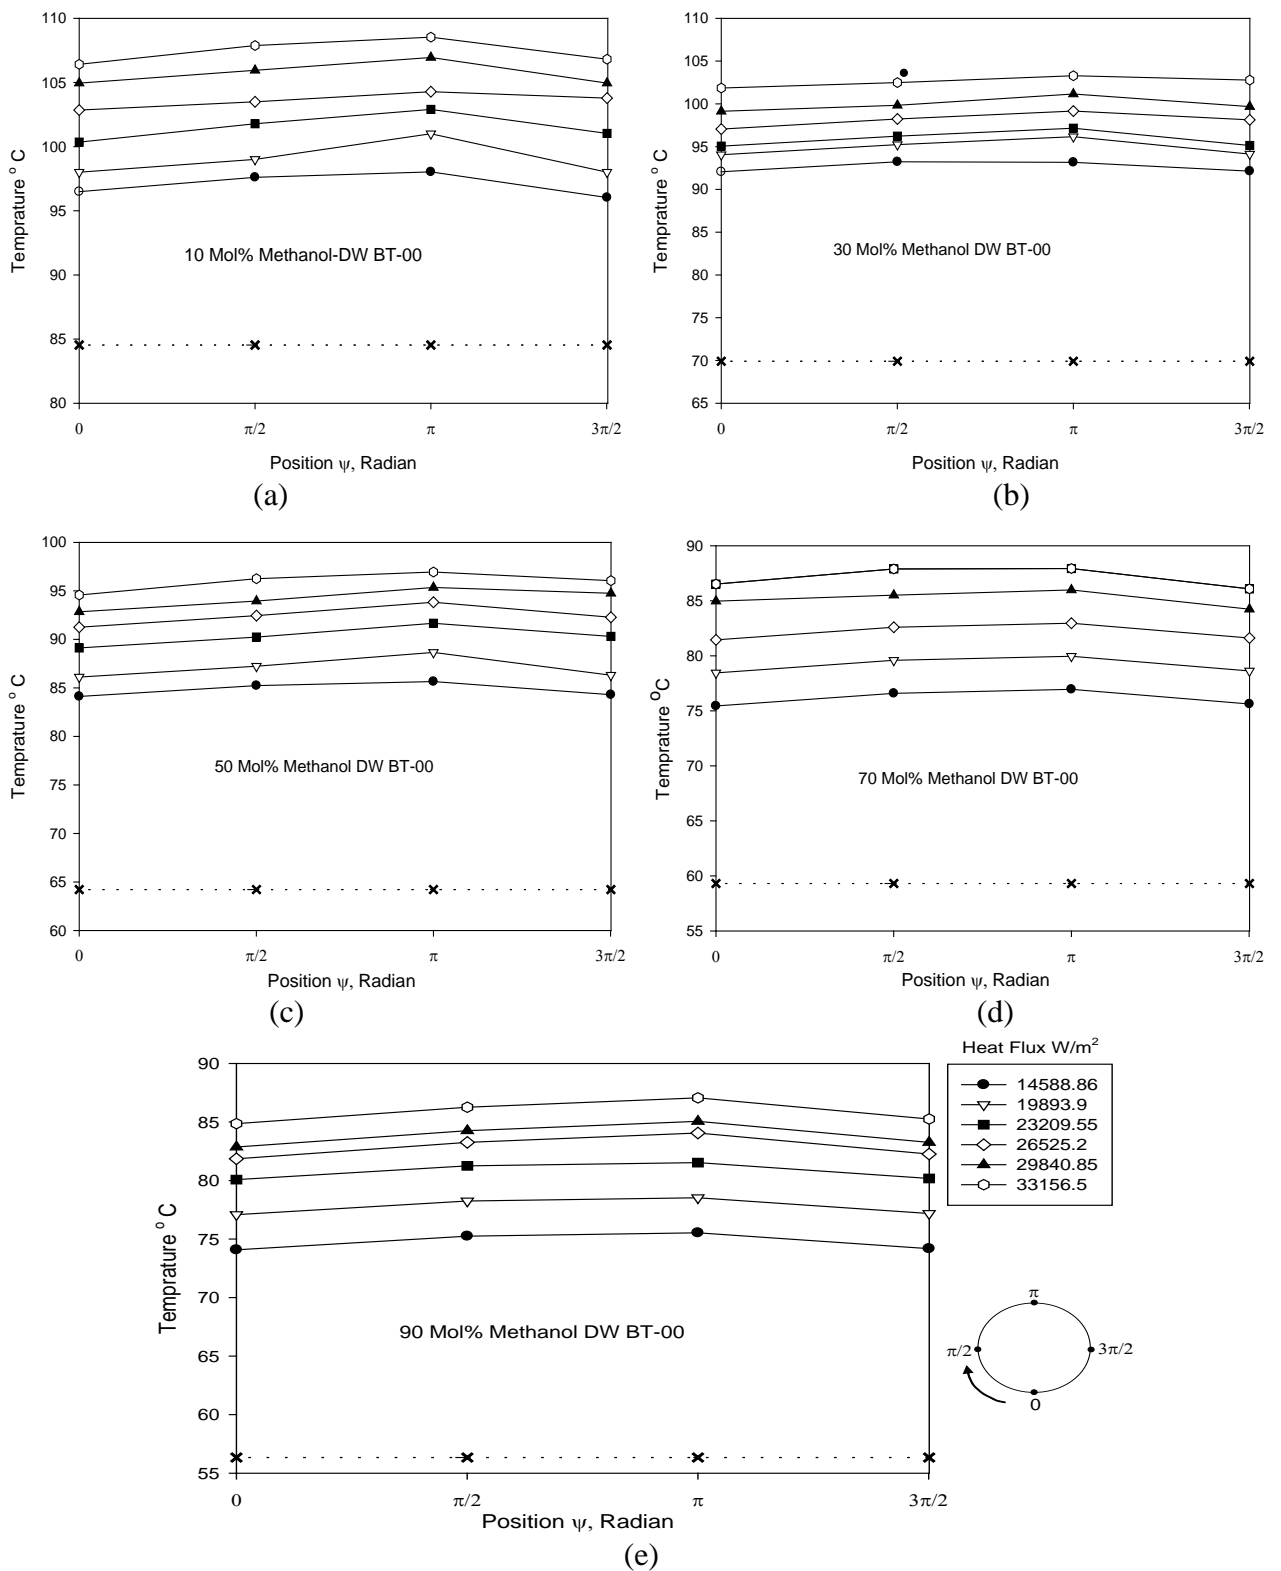 110
105
100
95
90
85
80
Temprature ° C
10 Mol% Methanol-DW BT-00
0
π/2
π
3π/2
Position ψ, Radian
(a)
110
105
100
95
90
85
80
75
70
65
Temprature ° C
30 Mol% Methanol DW BT-00
0
π/2
π
3π/2
Position ψ, Radian
(b)
100
95
90
85
80
75
70
65
60
Temprature ° C
50 Mol% Methanol DW BT-00
0
π/2
π
3π/2
Position ψ, Radian
(c)
90
85
80
75
70
65
60
55
Temprature °C
70 Mol% Methanol DW BT-00
0
π/2
π
3π/2
Position ψ, Radian
(d)
90
85
80
75
70
65
60
55
Temprature ° C
90 Mol% Methanol DW BT-00
0
π/2
π
3π/2
Position ψ, Radian
(e)
Heat Flux W/m²
14588.86
19893.9
23209.55
26525.2
29840.85
33156.5
π
π/2
3π/2
0